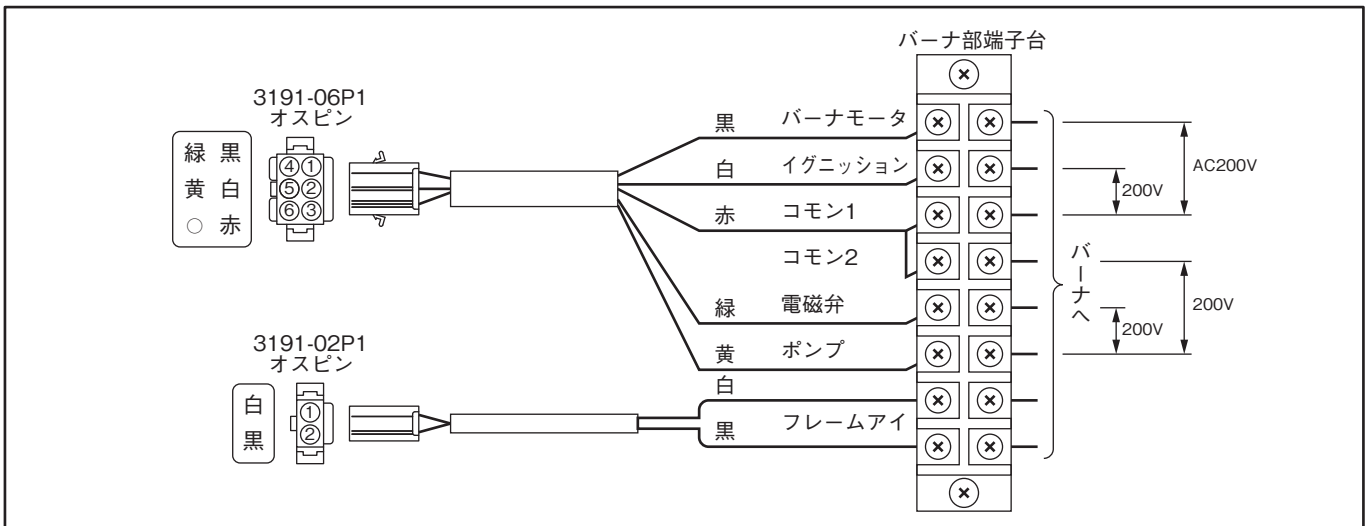 バーナ部端子台
3191-06P1
オスピン
緑 黒
黄 白
○ 赤
④①
⑤②
⑥③
黒 バーナモータ
白 イグニッション
赤 コモン1
コモン2
緑 電磁弁
黄 ポンプ
白
黒 フレームアイ
AC200V
200V
バーナへ
200V
200V
3191-02P1
オスピン
白
黒
①
②